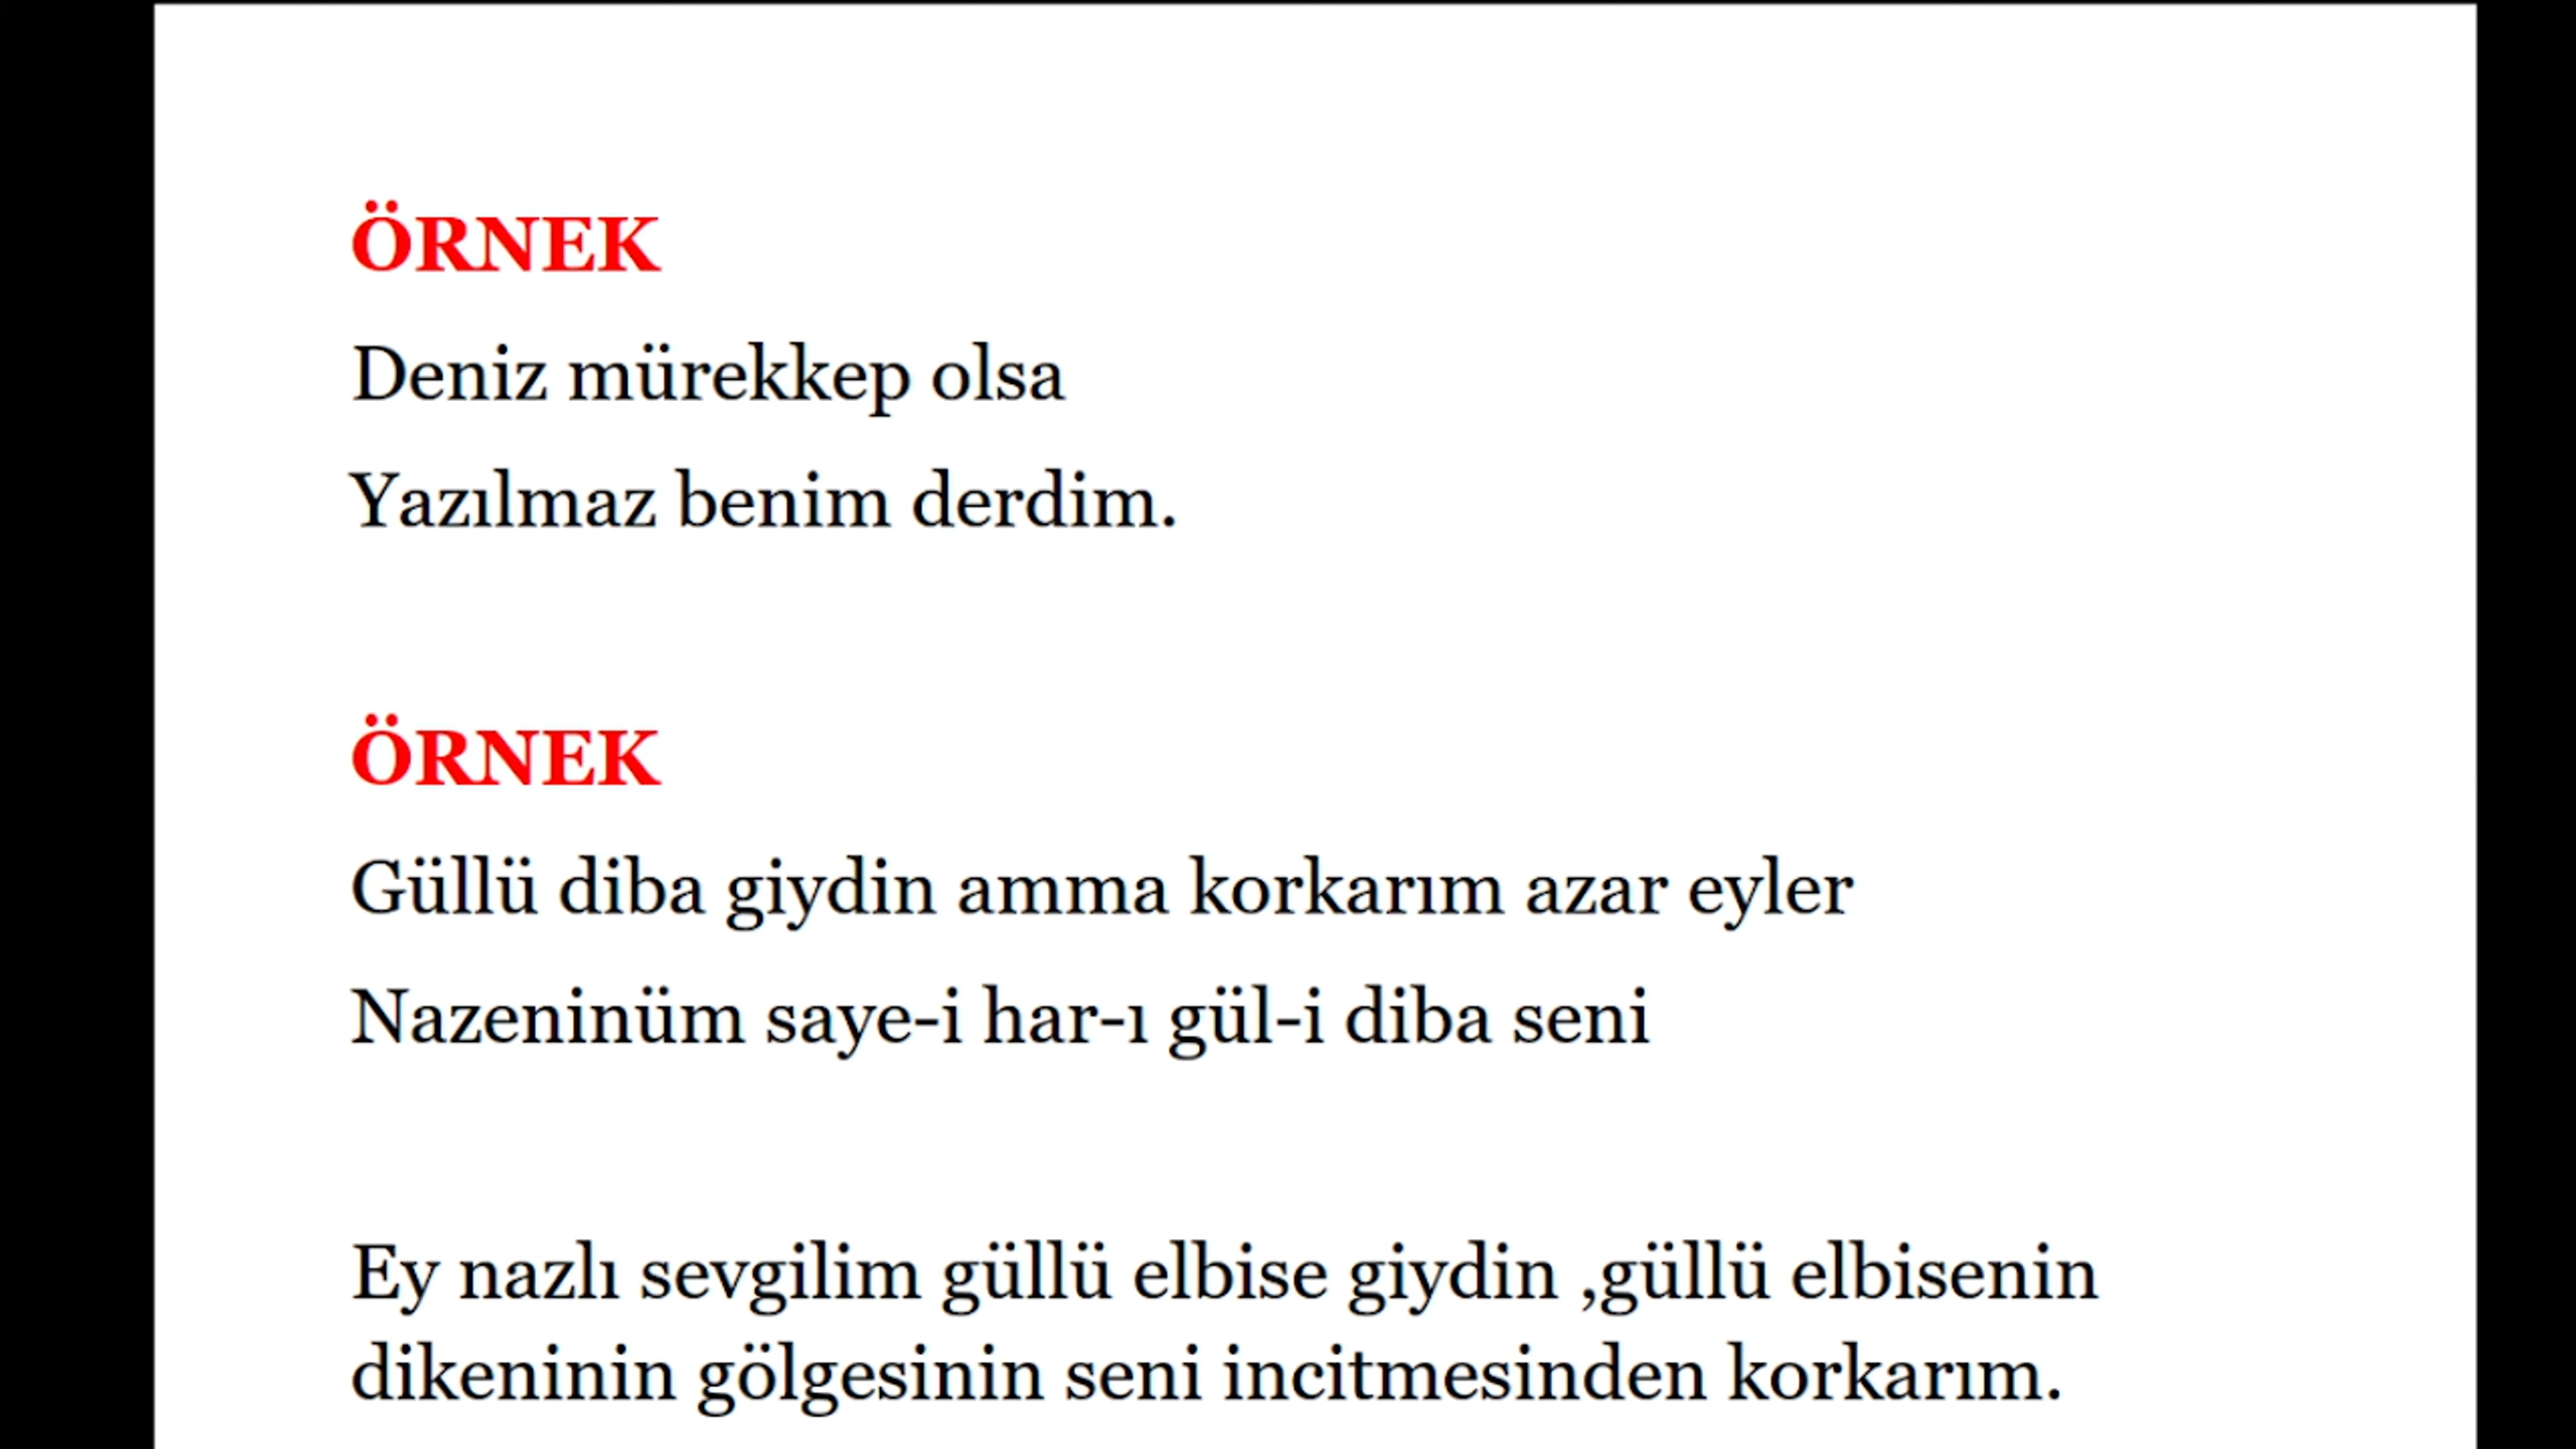 ÖRNEK
Deniz mürekkep olsa
Yazılmaz benim derdim.
ÖRNEK
Güllü diba giydin amma korkarım azar eyler
Nazeninüm saye-i har-ı gül-i diba seni
Ey nazlı sevgilim güllü elbise giydin ,güllü elbisenin
dikeninin gölgesinin seni incitmesinden korkarım.